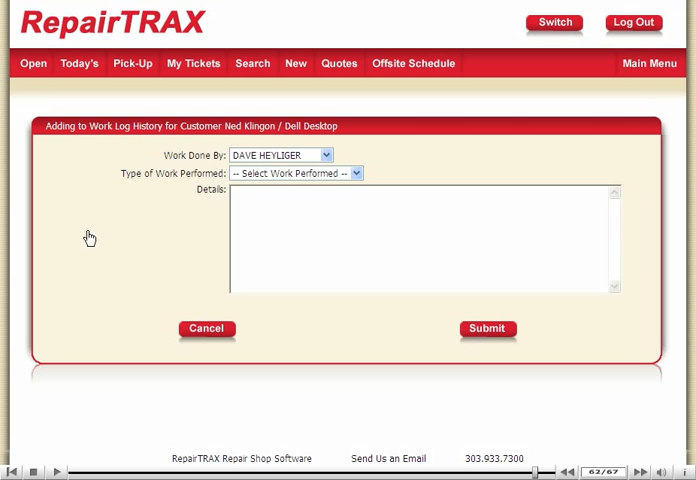 RepairTRAX
Switch
Log Out
Open Today's Pick-Up My Tickets Search New Quotes Offsite Schedule Main Menu
Adding to Work Log History for Customer Ned Klingon / Dell Desktop
Work Done By: DAVE HEYLIGER
Type of Work Performed: -- Select Work Performed --
Details:
Cancel Submit
RepairTRAX Repair Shop Software Send Us an Email 303.933.7300
62/67
i